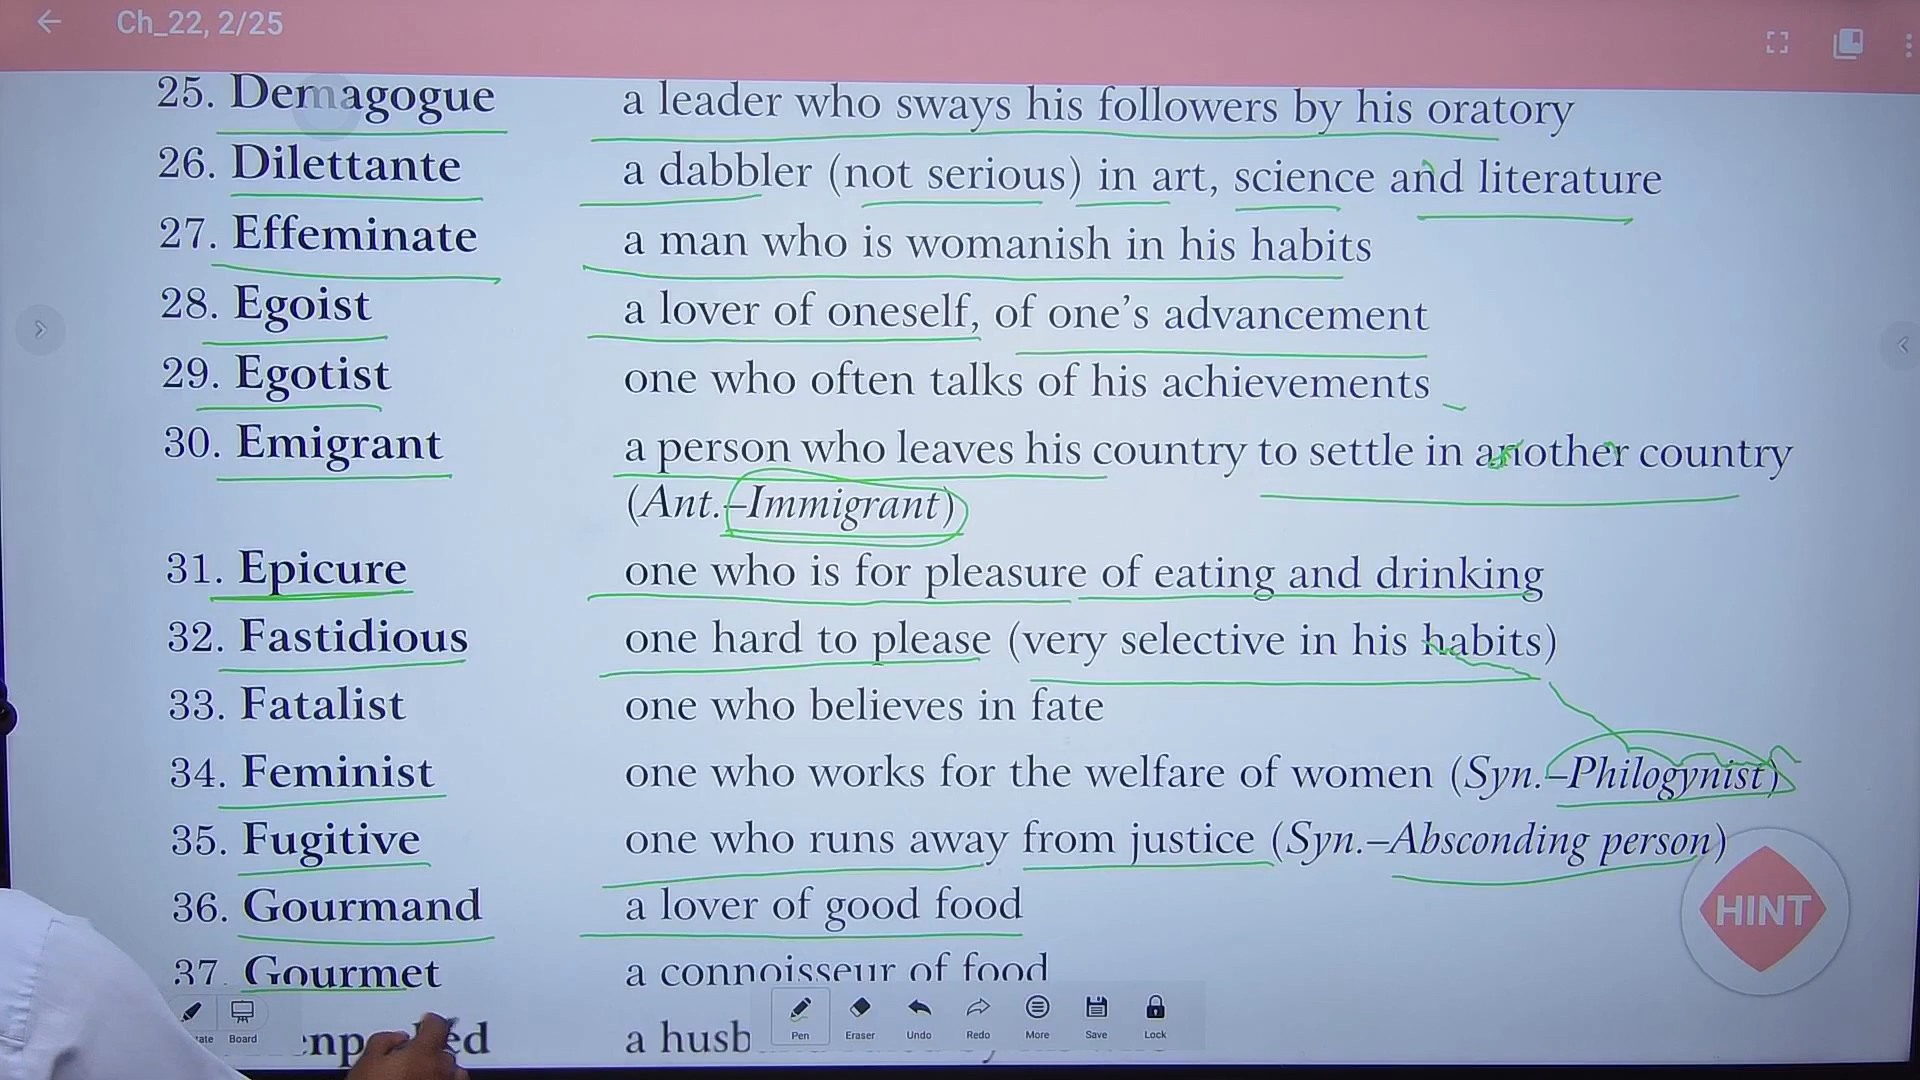 Ch_22, 2/25
25. Demagogue a leader who sways his followers by his oratory
26. Dilettante a dabbler (not serious) in art, science and literature
27. Effeminate a man who is womanish in his habits
28. Egoist a lover of oneself, of one's advancement
29. Egotist one who often talks of his achievements
30. Emigrant a person who leaves his country to settle in another country
(Ant.–Immigrant)
31. Epicure one who is for pleasure of eating and drinking
32. Fastidious one hard to please (very selective in his habits)
33. Fatalist one who believes in fate
34. Feminist one who works for the welfare of women (Syn.–Philogynist)
35. Fugitive one who runs away from justice (Syn.–Absconding person)
HINT
36. Gourmand a lover of good food
37. Gourmet a connoisseur of food
Board Pen Eraser Undo Redo More Save Lock
a